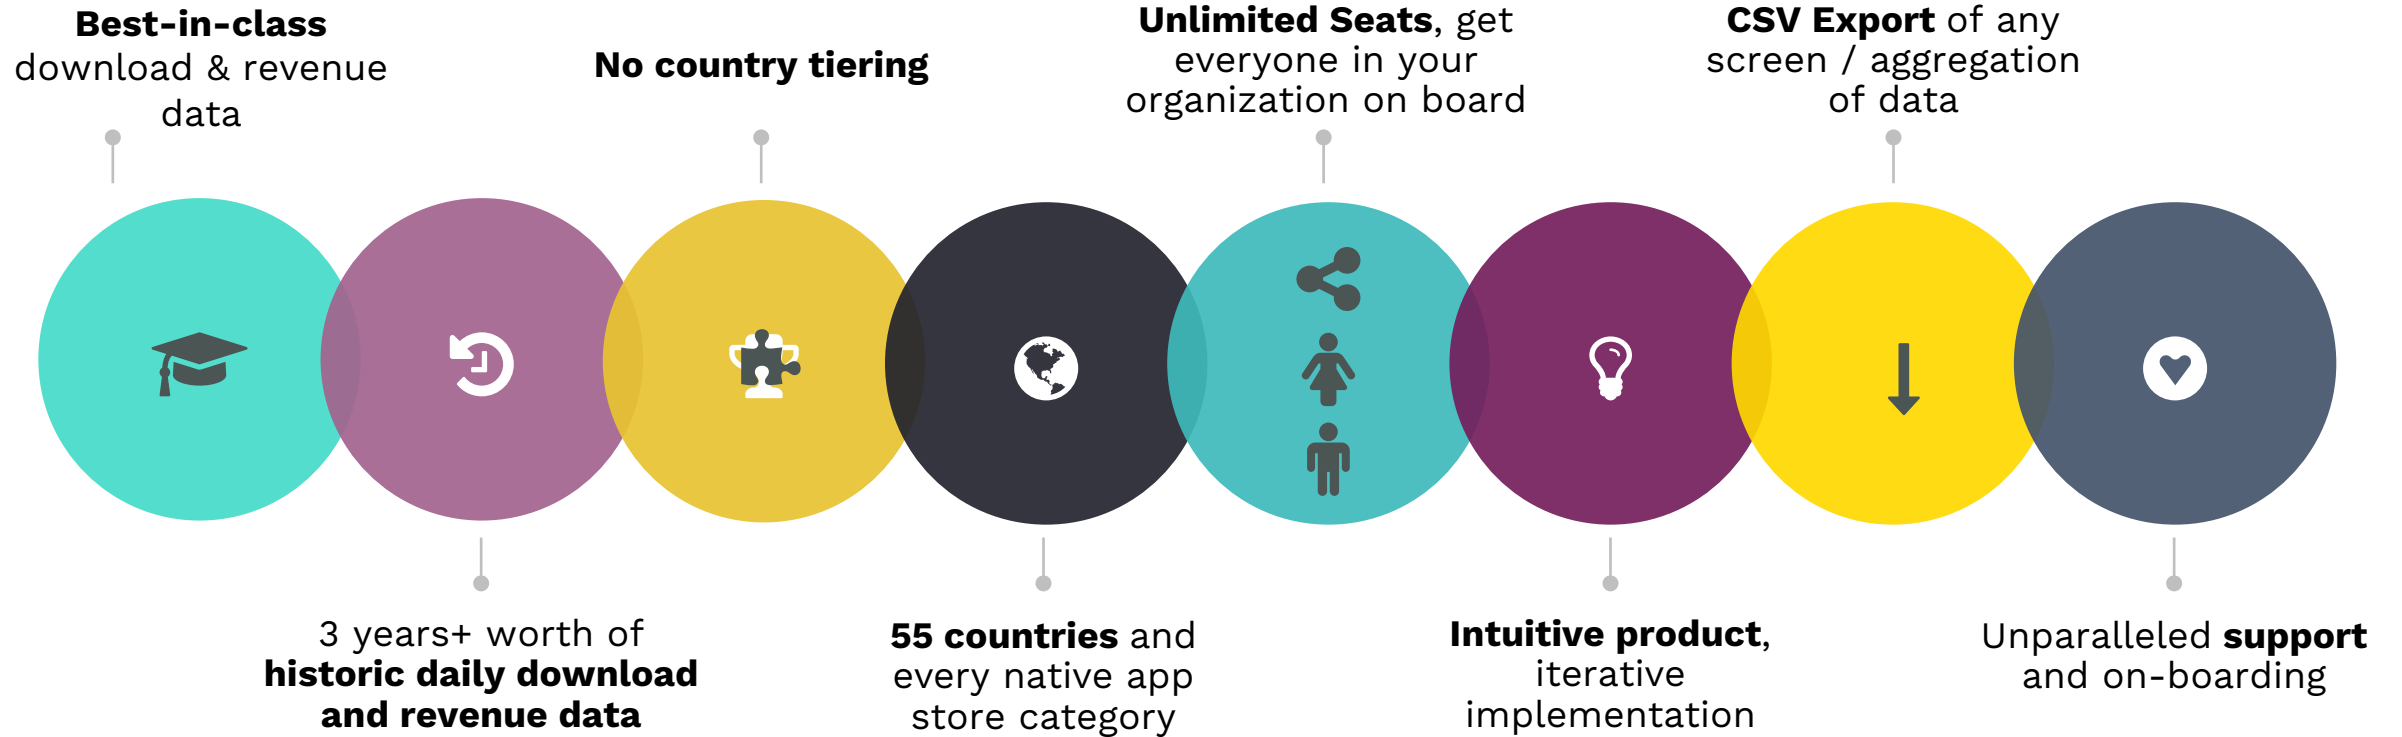 Best-in-class
download & revenue
data
No country tiering
Unlimited Seats, get
everyone in your
organization on board
CSV Export of any
screen / aggregation
of data
3 years+ worth of
historic daily download
and revenue data
55 countries and
every native app
store category
Intuitive product,
iterative
implementation
Unparalleled support
and on-boarding